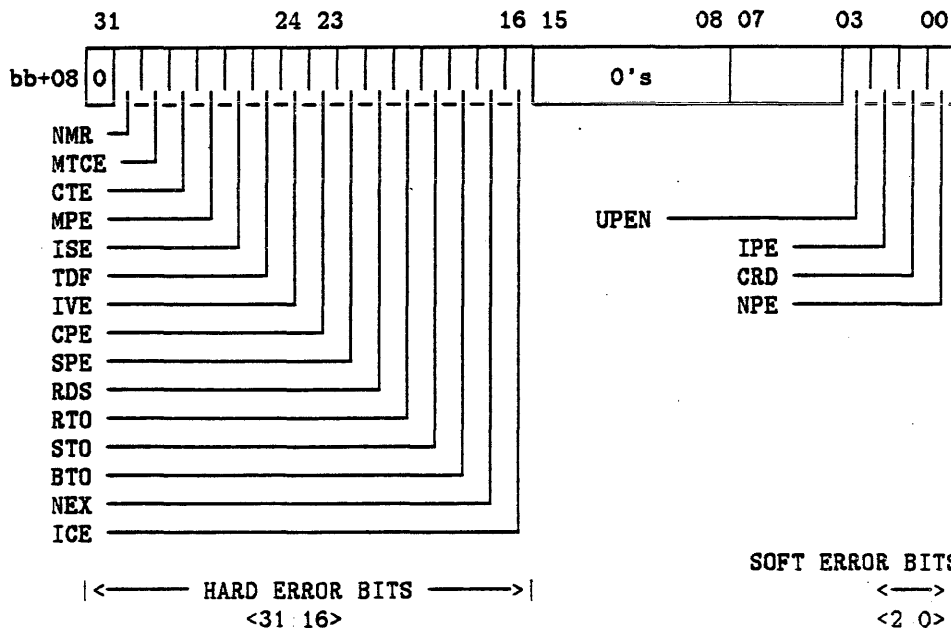 31 24 23 16 15 08 07 03 00
bb+08 0 0's
NMR
MTCE
CTE
MPE
UPEN
ISE
IPE
TDF
CRD
IVE
NPE
CPE
SPE
RDS
RTO
STO
BTO
NEX
ICE
SOFT ERROR BITS
HARD ERROR BITS
<31:16> <2 0>